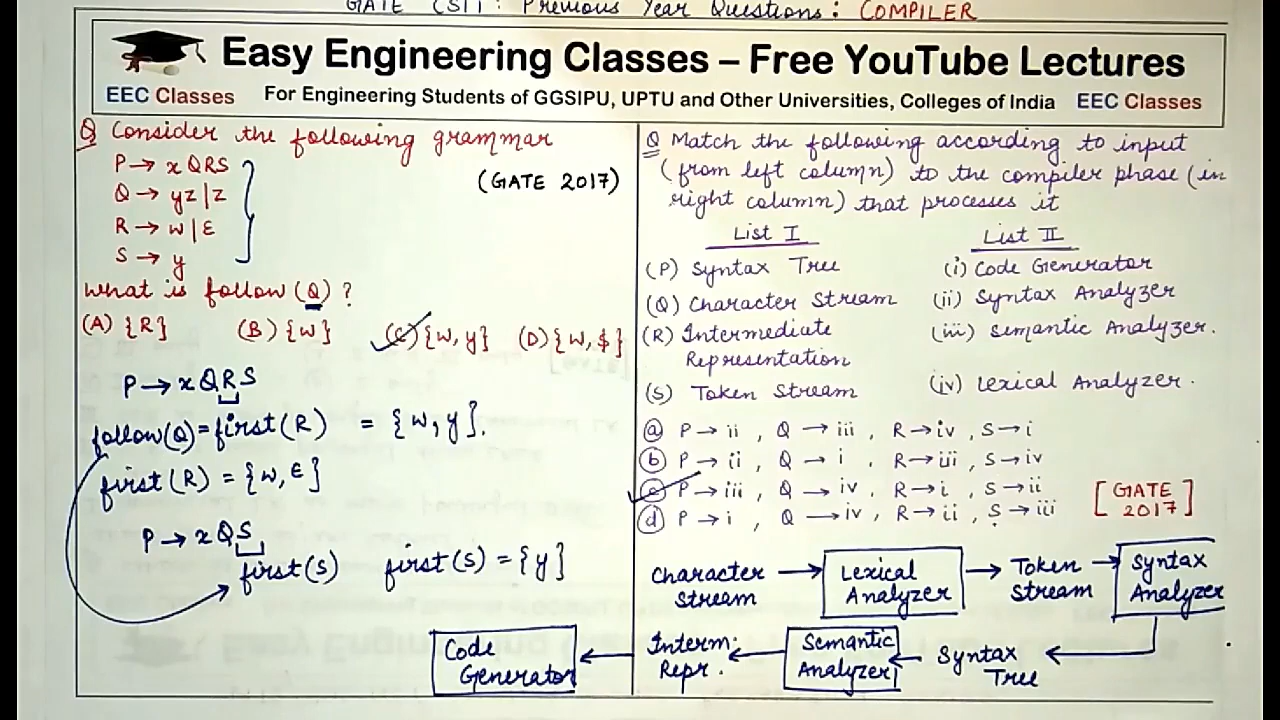 GATE (SIT): Previous Year Questions: COMPILER
Easy Engineering Classes – Free YouTube Lectures
EEC Classes For Engineering Students of GGSIPU, UPTU and Other Universities, Colleges of India EEC Classes
Q Consider the following grammar
P → x QRS
Q → yz | z
R → w | ε
S → y
(GATE 2017)
What is follow (Q) ?
(A) {R} (B) {w} (C) {w, y} (D) {w, $}
P → x Q R S
follow(Q) = first(R) = {w, y}.
first(R) = {w, ε}
P → x Q S
first(S) first(S) = {y}
Q Match the following according to input
(from left column) to the compiler phase (in
right column) that processes it
List I List II
(P) Syntax Tree (i) Code Generator
(Q) Character Stream (ii) Syntax Analyzer
(R) Intermediate (iii) Semantic Analyzer.
Representation
(S) Token Stream (iv) Lexical Analyzer.
(a) P → ii , Q → iii , R → iv , S → i
(b) P → ii , Q → i , R → iii , S → iv
(c) P → iii , Q → iv , R → i , S → ii
(d) P → i , Q → iv , R → ii , S → iii
[GATE
2017]
Character → Lexical → Token → Syntax
Stream Analyzer Stream Analyzer
Code ← Interm. ← Semantic ← Syntax ←
Generator Repr. Analyzer Tree